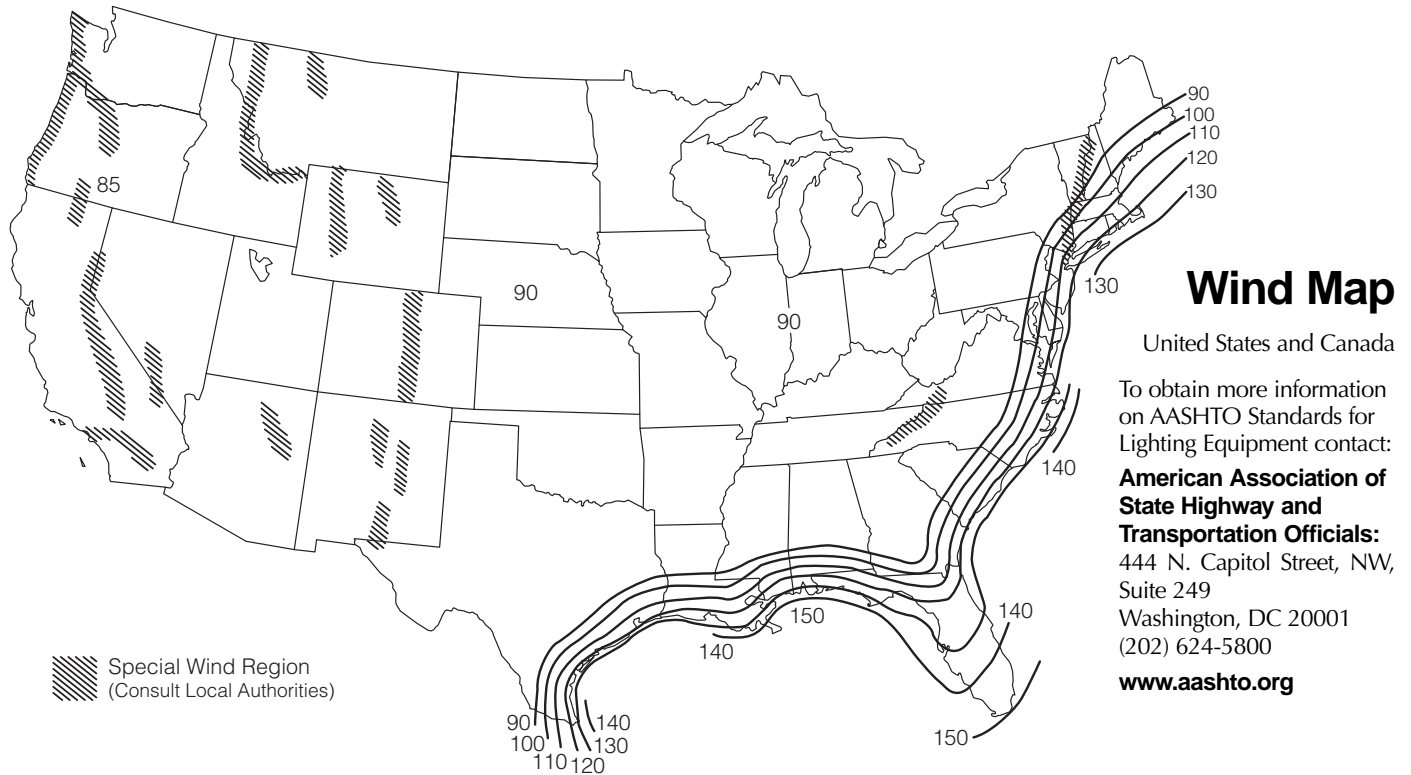 90
100
110
120
130
85
90
90
130
Wind Map
United States and Canada
To obtain more information
on AASHTO Standards for
Lighting Equipment contact:
American Association of
State Highway and
Transportation Officials:
444 N. Capitol Street, NW,
Suite 249
Washington, DC 20001
(202) 624-5800
www.aashto.org
140
150
140
140
Special Wind Region
(Consult Local Authorities)
90
100
110
120
130
140
150